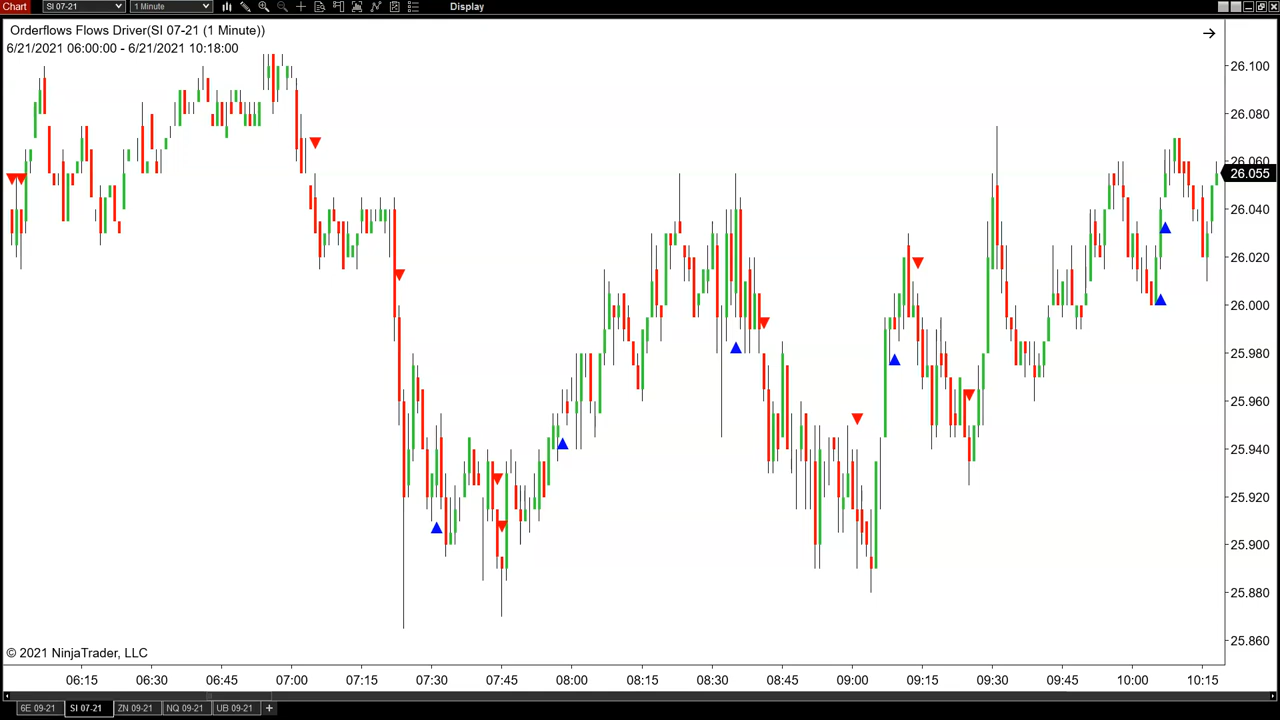 Chart SI 07-21 1 Minute Display
Orderflows Flows Driver(SI 07-21 (1 Minute))
6/21/2021 06:00:00 - 6/21/2021 10:18:00
26.100
26.080
26.060
26.055
26.040
26.020
26.000
25.980
25.960
25.940
25.920
25.900
25.880
25.860
© 2021 NinjaTrader, LLC
06:15 06:30 06:45 07:00 07:15 07:30 07:45 08:00 08:15 08:30 08:45 09:00 09:15 09:30 09:45 10:00 10:15
6E 09-21 SI 07-21 ZN 09-21 NQ 09-21 UB 09-21 +